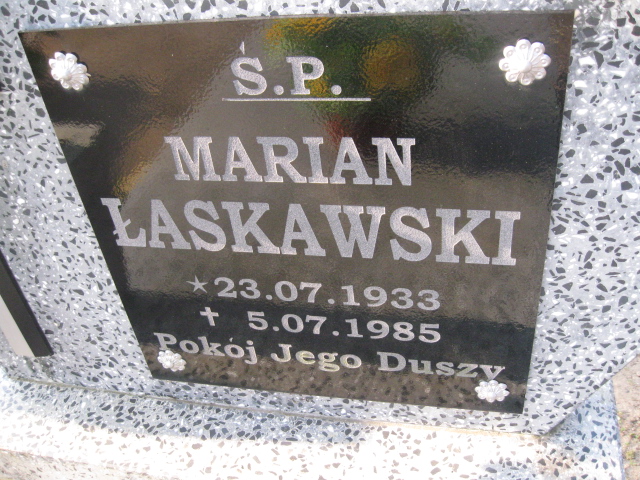 Ś.P.
MARIAN
ŁASKAWSKI
★23.07.1933
✝ 5.07.1985
Pokój Jego Duszy